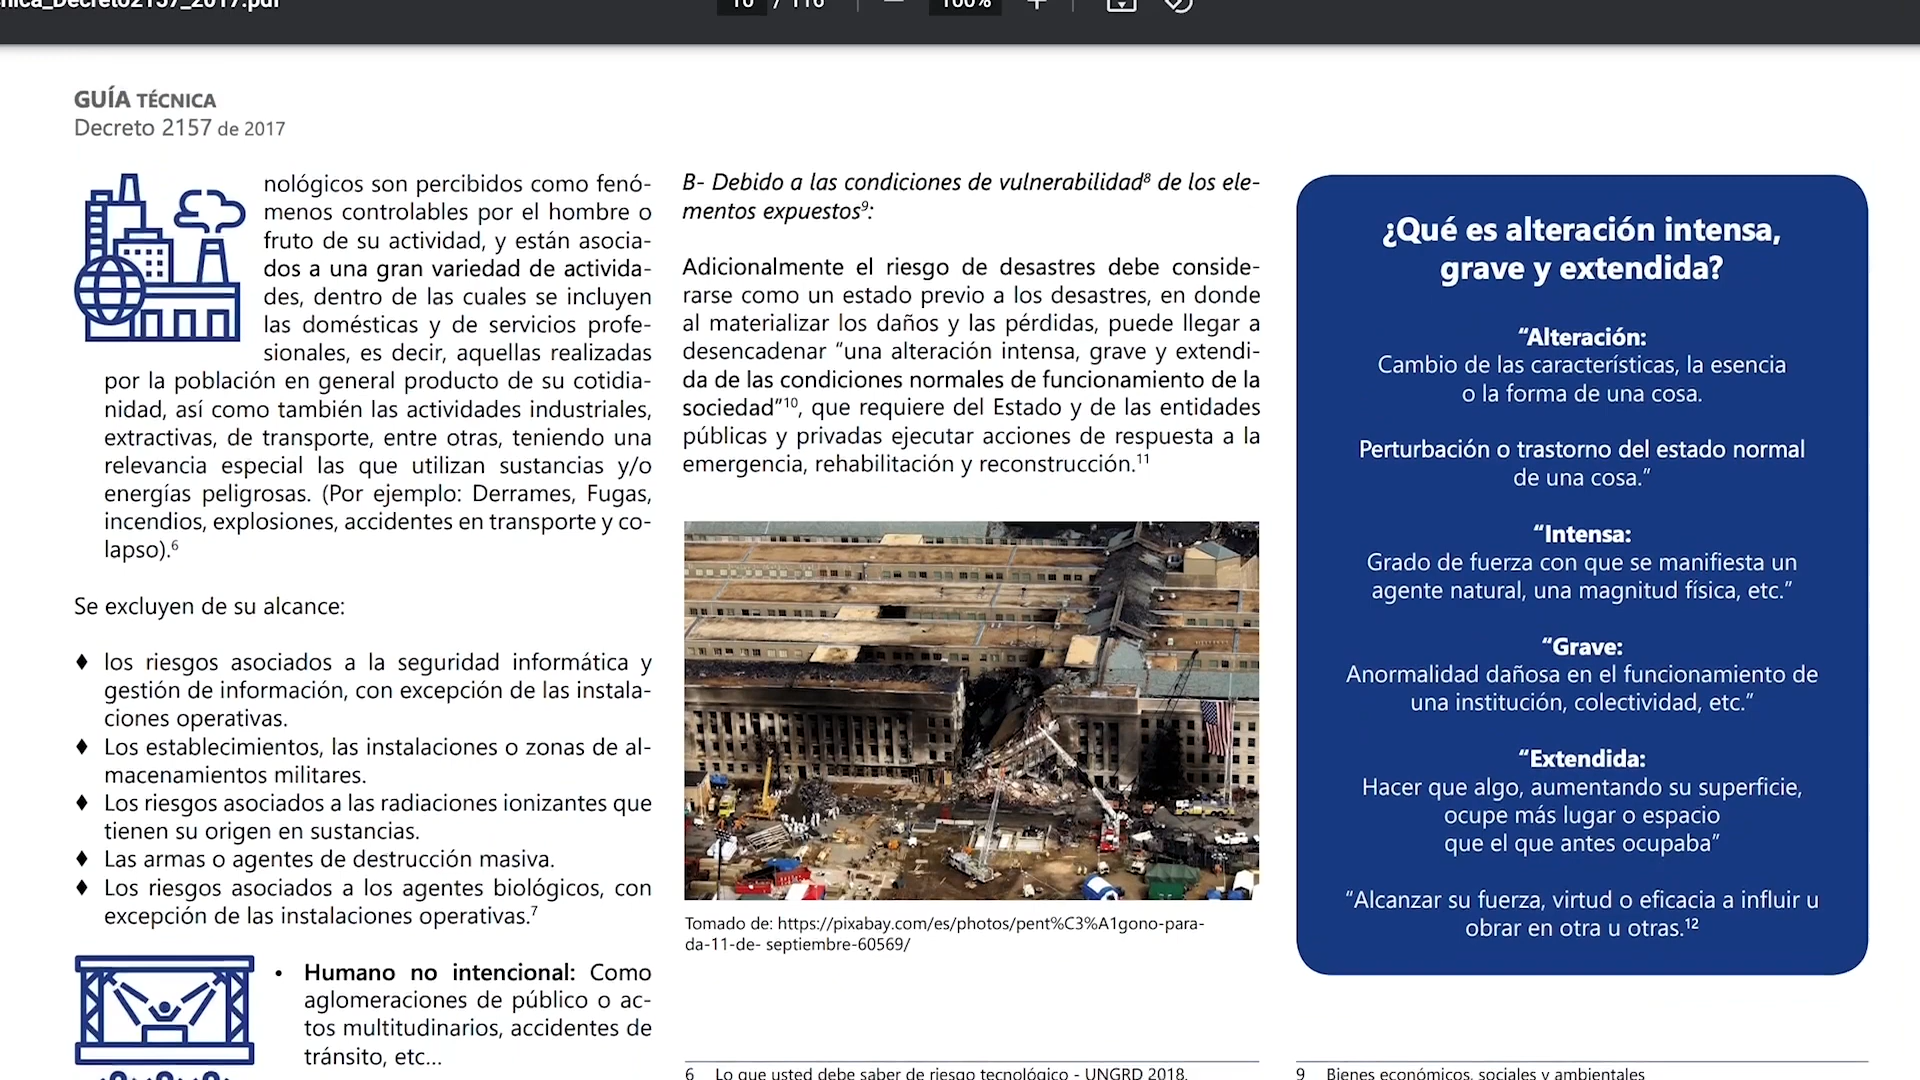 nica_Decreto2157_2017.pdf
10 / 116
100%
GUÍA TÉCNICA
Decreto 2157 de 2017
nológicos son percibidos como fenó-
menos controlables por el hombre o
fruto de su actividad, y están asocia-
dos a una gran variedad de activida-
des, dentro de las cuales se incluyen
las domésticas y de servicios profe-
sionales, es decir, aquellas realizadas
por la población en general producto de su cotidia-
nidad, así como también las actividades industriales,
extractivas, de transporte, entre otras, teniendo una
relevancia especial las que utilizan sustancias y/o
energías peligrosas. (Por ejemplo: Derrames, Fugas,
incendios, explosiones, accidentes en transporte y co-
lapso).⁶
Se excluyen de su alcance:
♦ los riesgos asociados a la seguridad informática y
gestión de información, con excepción de las instala-
ciones operativas.
♦ Los establecimientos, las instalaciones o zonas de al-
macenamientos militares.
♦ Los riesgos asociados a las radiaciones ionizantes que
tienen su origen en sustancias.
♦ Las armas o agentes de destrucción masiva.
♦ Los riesgos asociados a los agentes biológicos, con
excepción de las instalaciones operativas.⁷
• Humano no intencional: Como
aglomeraciones de público o ac-
tos multitudinarios, accidentes de
tránsito, etc...
B- Debido a las condiciones de vulnerabilidad⁸ de los ele-
mentos expuestos⁹:
Adicionalmente el riesgo de desastres debe conside-
rarse como un estado previo a los desastres, en donde
al materializar los daños y las pérdidas, puede llegar a
desencadenar “una alteración intensa, grave y extendi-
da de las condiciones normales de funcionamiento de la
sociedad”¹⁰, que requiere del Estado y de las entidades
públicas y privadas ejecutar acciones de respuesta a la
emergencia, rehabilitación y reconstrucción.¹¹
Tomado de: https://pixabay.com/es/photos/pent%C3%A1gono-para-
da-11-de- septiembre-60569/
6 Lo que usted debe saber de riesgo tecnológico - UNGRD 2018.
¿Qué es alteración intensa,
grave y extendida?
“Alteración:
Cambio de las características, la esencia
o la forma de una cosa.
Perturbación o trastorno del estado normal
de una cosa.”
“Intensa:
Grado de fuerza con que se manifiesta un
agente natural, una magnitud física, etc.”
“Grave:
Anormalidad dañosa en el funcionamiento de
una institución, colectividad, etc.”
“Extendida:
Hacer que algo, aumentando su superficie,
ocupe más lugar o espacio
que el que antes ocupaba”
“Alcanzar su fuerza, virtud o eficacia a influir u
obrar en otra u otras.¹²
9 Bienes económicos, sociales y ambientales